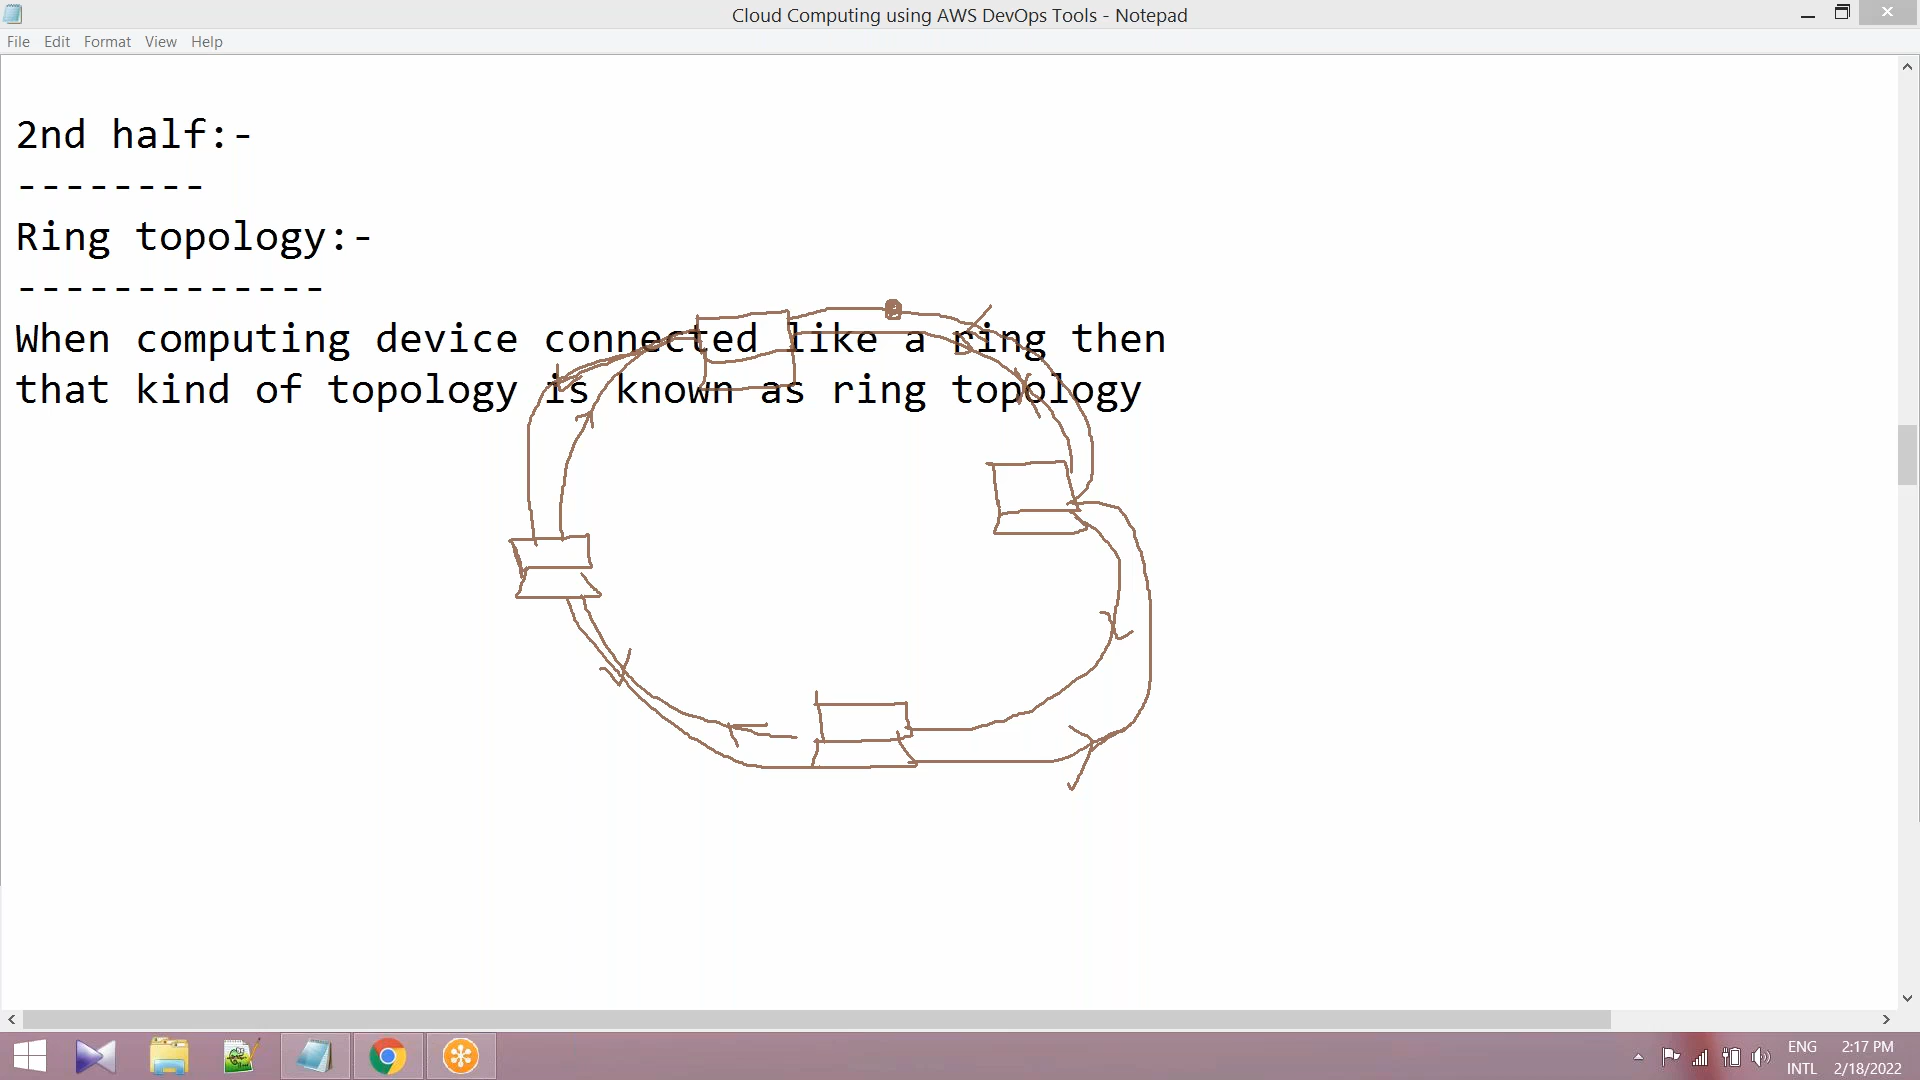 Cloud Computing using AWS DevOps Tools - Notepad
File Edit Format View Help
2nd half:-
--------
Ring topology:-
-------------
When computing device connected like a ring then
that kind of topology is known as ring topology
ENG 2:17 PM
INTL 2/18/2022